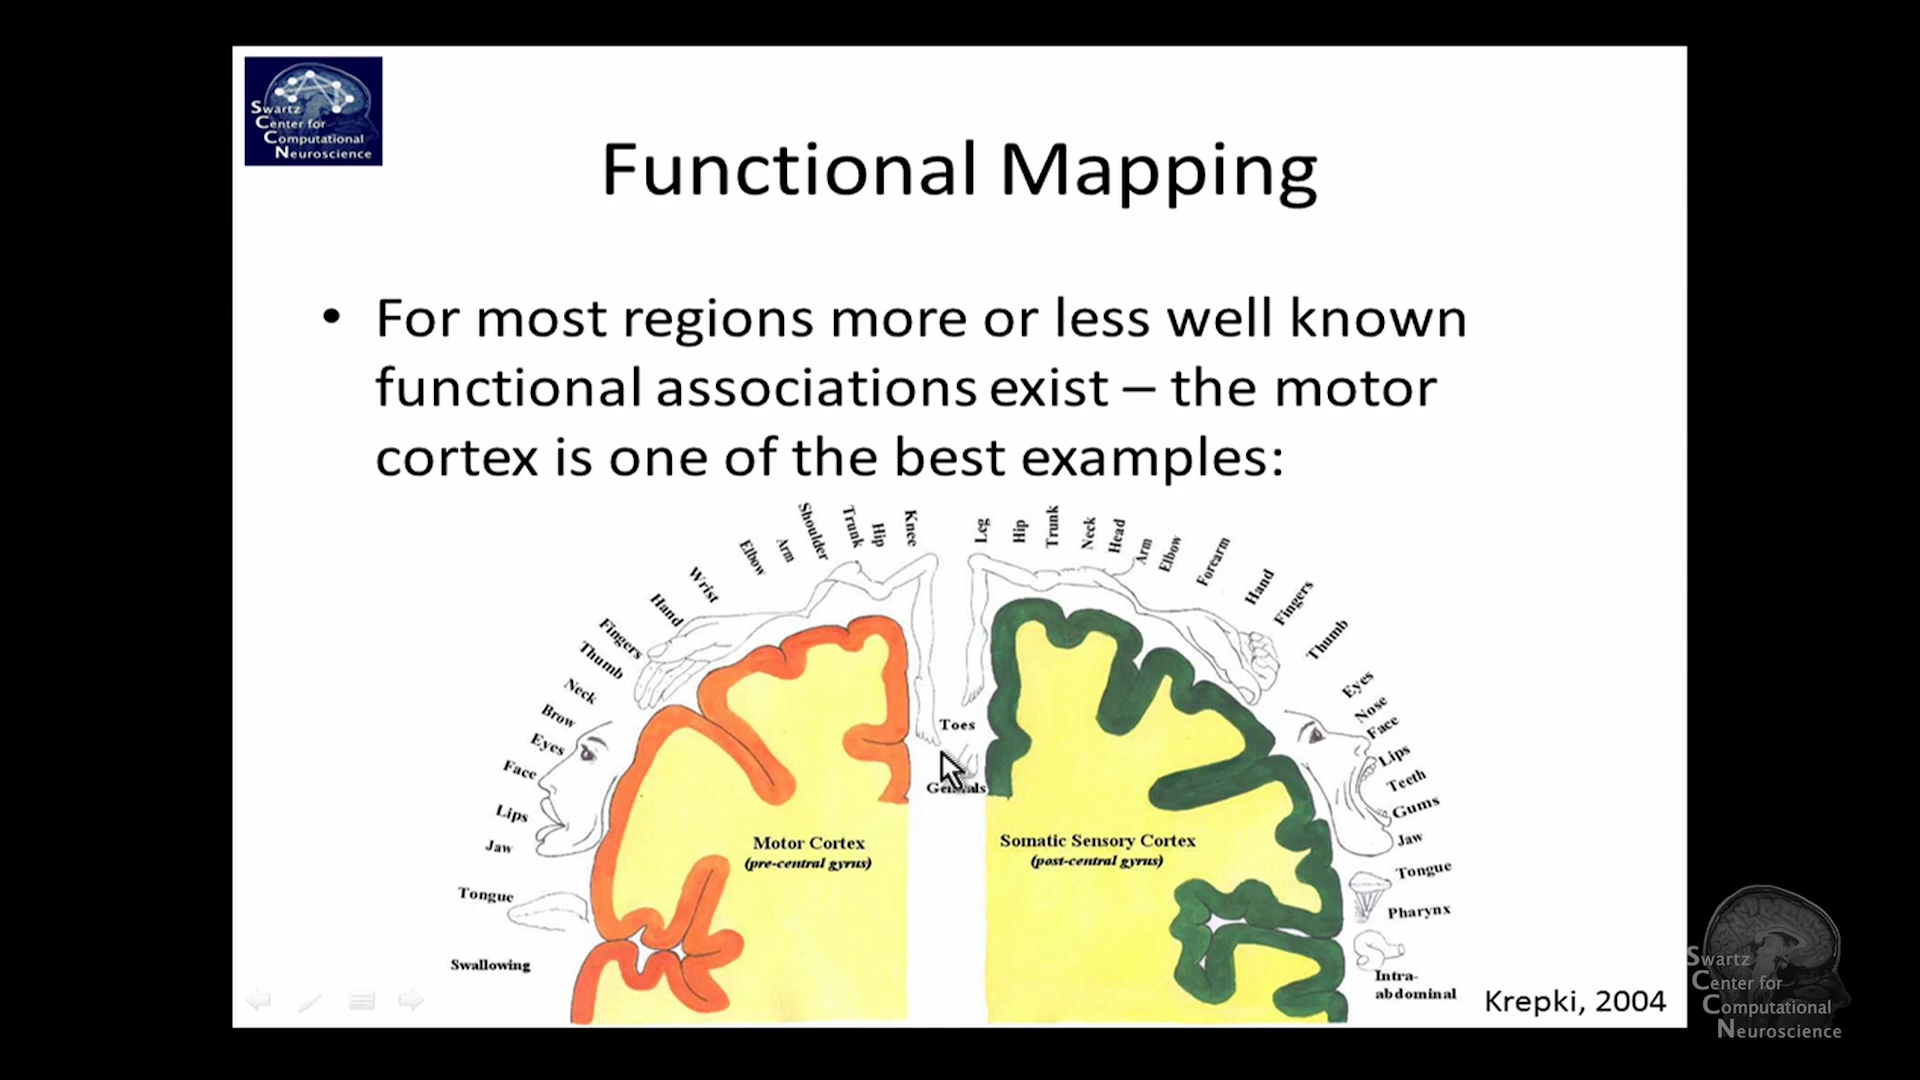 Swartz
Center for
Computational
Neuroscience
Functional Mapping
• For most regions more or less well known
functional associations exist – the motor
cortex is one of the best examples:
Knee
Hip
Trunk
Shoulder
Arm
Elbow
Wrist
Hand
Fingers
Thumb
Neck
Brow
Eyes
Face
Lips
Jaw
Tongue
Swallowing
Leg
Hip
Trunk
Neck
Head
Arm
Elbow
Forearm
Hand
Fingers
Thumb
Eyes
Nose
Face
Lips
Teeth
Gums
Jaw
Tongue
Pharynx
Intra-
abdominal
Toes
Genitals
Motor Cortex
(pre-central gyrus)
Somatic Sensory Cortex
(post-central gyrus)
Krepki, 2004
Swartz
Center for
Computational
Neuroscience